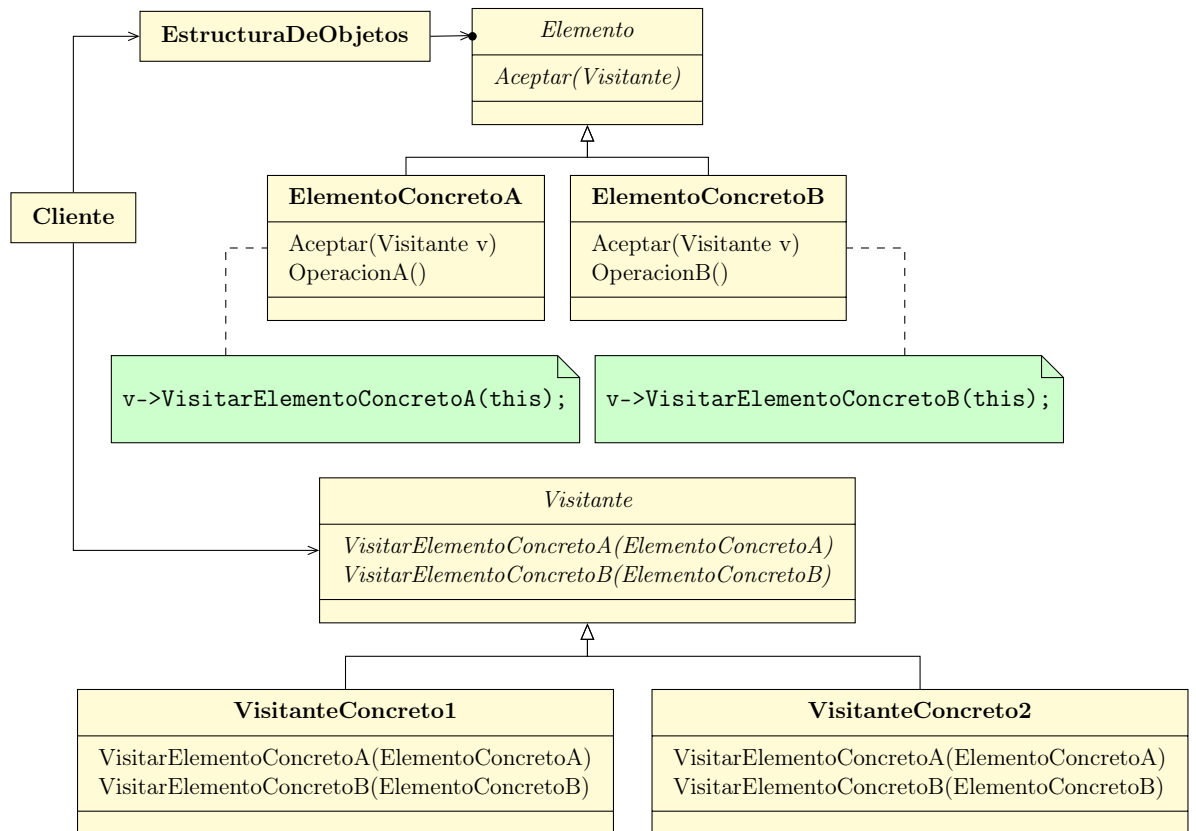 EstructuraDeObjetos
Elemento
Aceptar(Visitante)
Cliente
ElementoConcretoA
Aceptar(Visitante v)
OperacionA()
ElementoConcretoB
Aceptar(Visitante v)
OperacionB()
v->VisitarElementoConcretoA(this);
v->VisitarElementoConcretoB(this);
Visitante
VisitarElementoConcretoA(ElementoConcretoA)
VisitarElementoConcretoB(ElementoConcretoB)
VisitanteConcreto1
VisitarElementoConcretoA(ElementoConcretoA)
VisitarElementoConcretoB(ElementoConcretoB)
VisitanteConcreto2
VisitarElementoConcretoA(ElementoConcretoA)
VisitarElementoConcretoB(ElementoConcretoB)